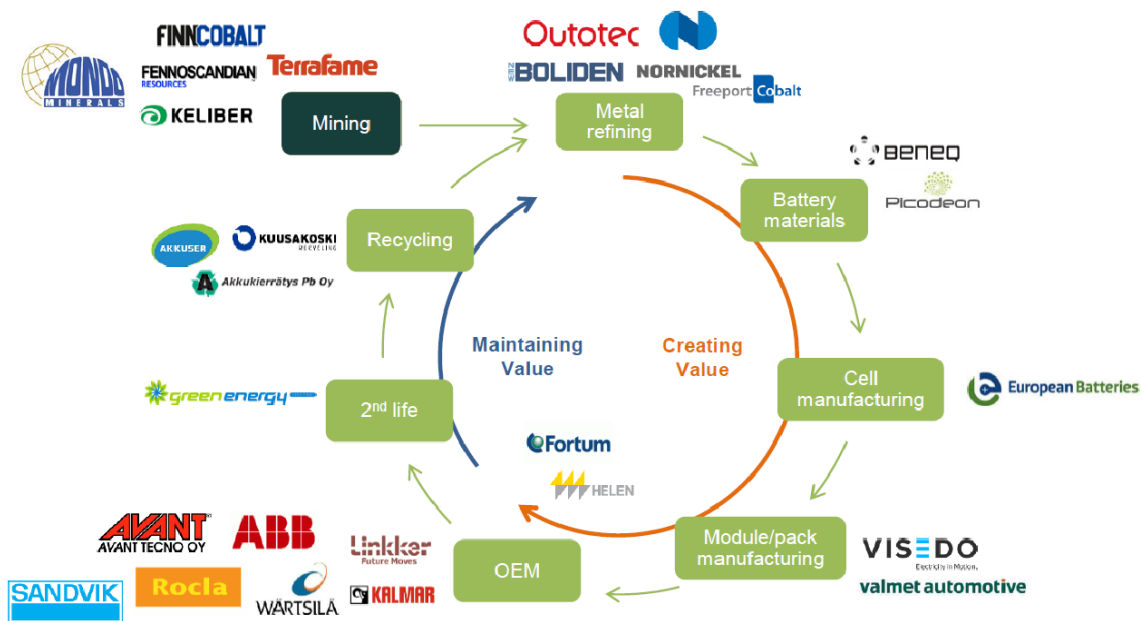 FINNCOBALT
MONDO
MINERALS
FENNOSCANDIAN
RESOURCES
Terrafame
KELIBER
Mining
Outotec
BOLIDEN
NORNICKEL
Freeport Cobalt
Metal
refining
BENEQ
Picodeon
Battery
materials
AKKUSER
KUUSAKOSKI
RECYCLING
A
Akkukierrätys Pb Oy
Recycling
Maintaining
Value
Creating
Value
Cell
manufacturing
European Batteries
green energy
2nd life
Fortum
HELEN
AVANT
AVANT TECNO OY
ABB
Linkker
Future Moves
SANDVIK
Rocla
WÄRTSILÄ
KALMAR
OEM
Module/pack
manufacturing
VISEDO
Electricity in Motion.
valmet automotive